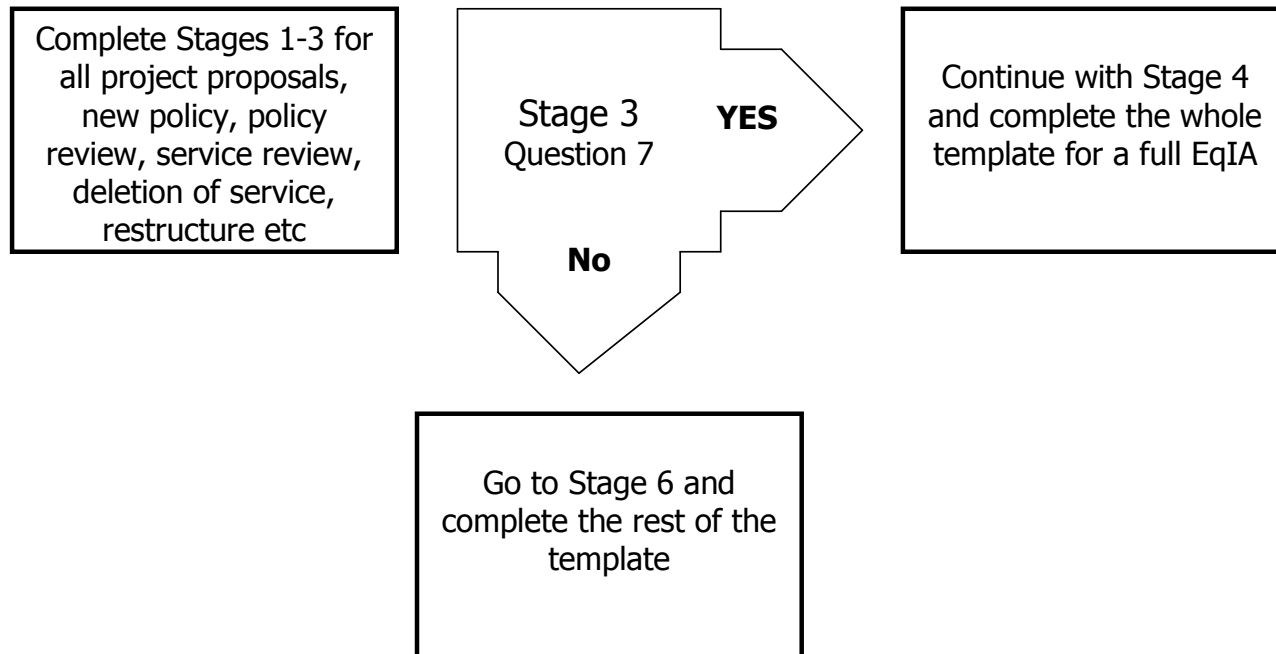 Complete Stages 1-3 for
all project proposals,
new policy, policy
review, service review,
deletion of service,
restructure etc
Stage 3
Question 7
YES
No
Continue with Stage 4
and complete the whole
template for a full EqIA
Go to Stage 6 and
complete the rest of the
template